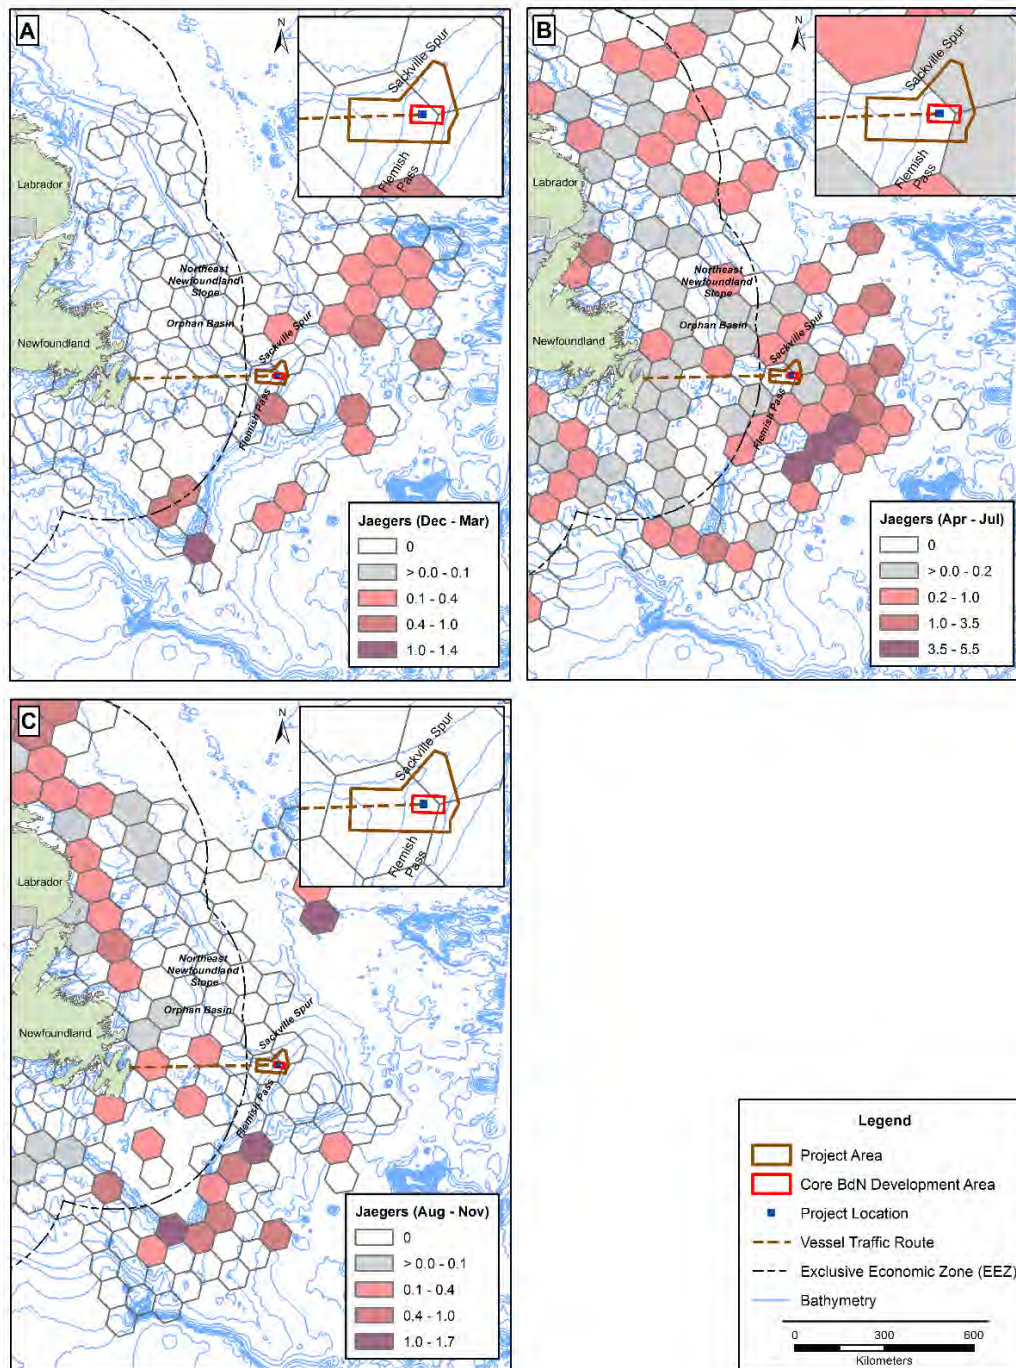 A
N
Sackville Spur
Flemish
Pass
Labrador
Northeast
Newfoundland
Slope
Orphan Basin
Sackville Spur
Newfoundland
Flemish Pass
Jaegers (Dec - Mar)
0
> 0.0 - 0.1
0.1 - 0.4
0.4 - 1.0
1.0 - 1.4
B
N
Sackville Spur
Flemish
Pass
Labrador
Northeast
Newfoundland
Slope
Orphan Basin
Sackville Spur
Newfoundland
Flemish Pass
Jaegers (Apr - Jul)
0
> 0.0 - 0.2
0.2 - 1.0
1.0 - 3.5
3.5 - 5.5
C
N
Sackville Spur
Flemish
Pass
Labrador
Northeast
Newfoundland
Slope
Orphan Basin
Sackville Spur
Newfoundland
Flemish Pass
Jaegers (Aug - Nov)
0
> 0.0 - 0.1
0.1 - 0.4
0.4 - 1.0
1.0 - 1.7
Legend
Project Area
Core BdN Development Area
Project Location
Vessel Traffic Route
Exclusive Economic Zone (EEZ)
Bathymetry
0 300 600
Kilometers